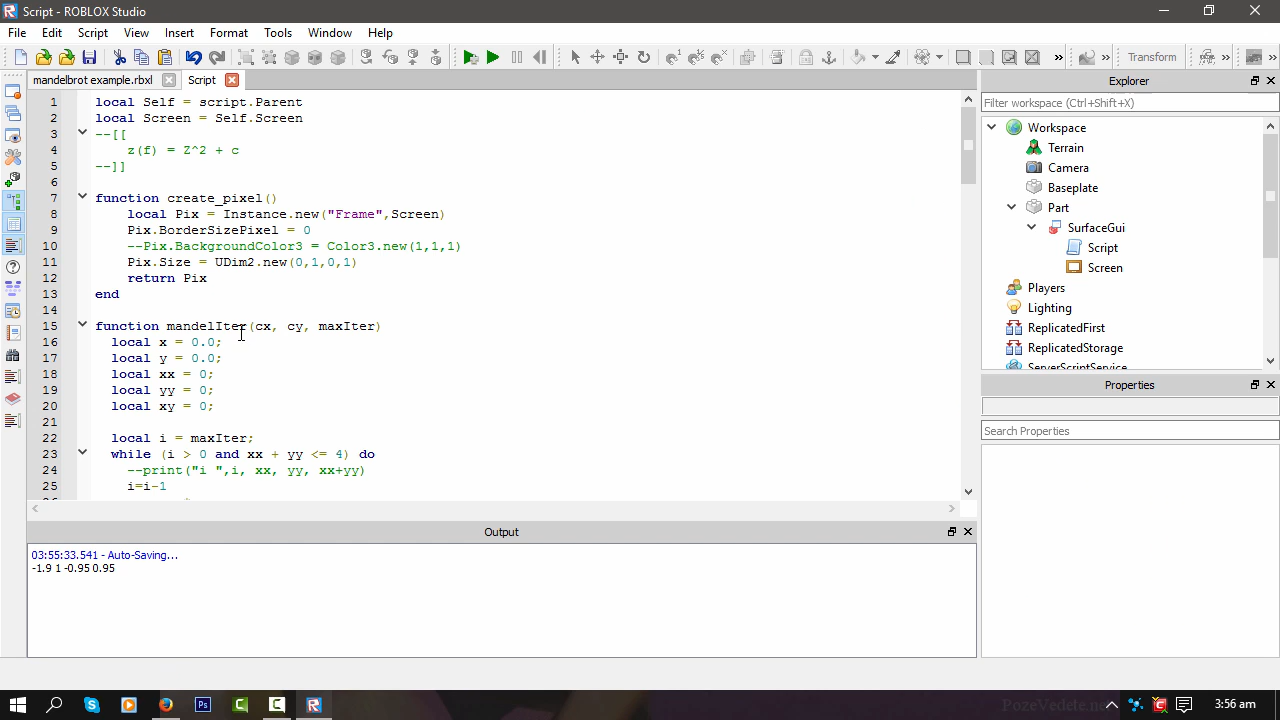 Script - ROBLOX Studio
File Edit Script View Insert Format Tools Window Help
Transform
mandelbrot example.rbxl Script
1 local Self = script.Parent
2 local Screen = Self.Screen
3 --[[
4 z(f) = Z^2 + c
5 --]]
6
7 function create_pixel()
8 local Pix = Instance.new("Frame",Screen)
9 Pix.BorderSizePixel = 0
10 --Pix.BackgroundColor3 = Color3.new(1,1,1)
11 Pix.Size = UDim2.new(0,1,0,1)
12 return Pix
13 end
14
15 function mandelIter(cx, cy, maxIter)
16 local x = 0.0;
17 local y = 0.0;
18 local xx = 0;
19 local yy = 0;
20 local xy = 0;
21
22 local i = maxIter;
23 while (i > 0 and xx + yy <= 4) do
24 --print("i ",i, xx, yy, xx+yy)
25 i=i-1
Output
03:55:33.541 - Auto-Saving...
-1.9 1 -0.95 0.95
Explorer
Filter workspace (Ctrl+Shift+X)
Workspace
Terrain
Camera
Baseplate
Part
SurfaceGui
Script
Screen
Players
Lighting
ReplicatedFirst
ReplicatedStorage
ServerScriptService
Properties
Search Properties
Ps
PozeVedete.ne
3:56 am